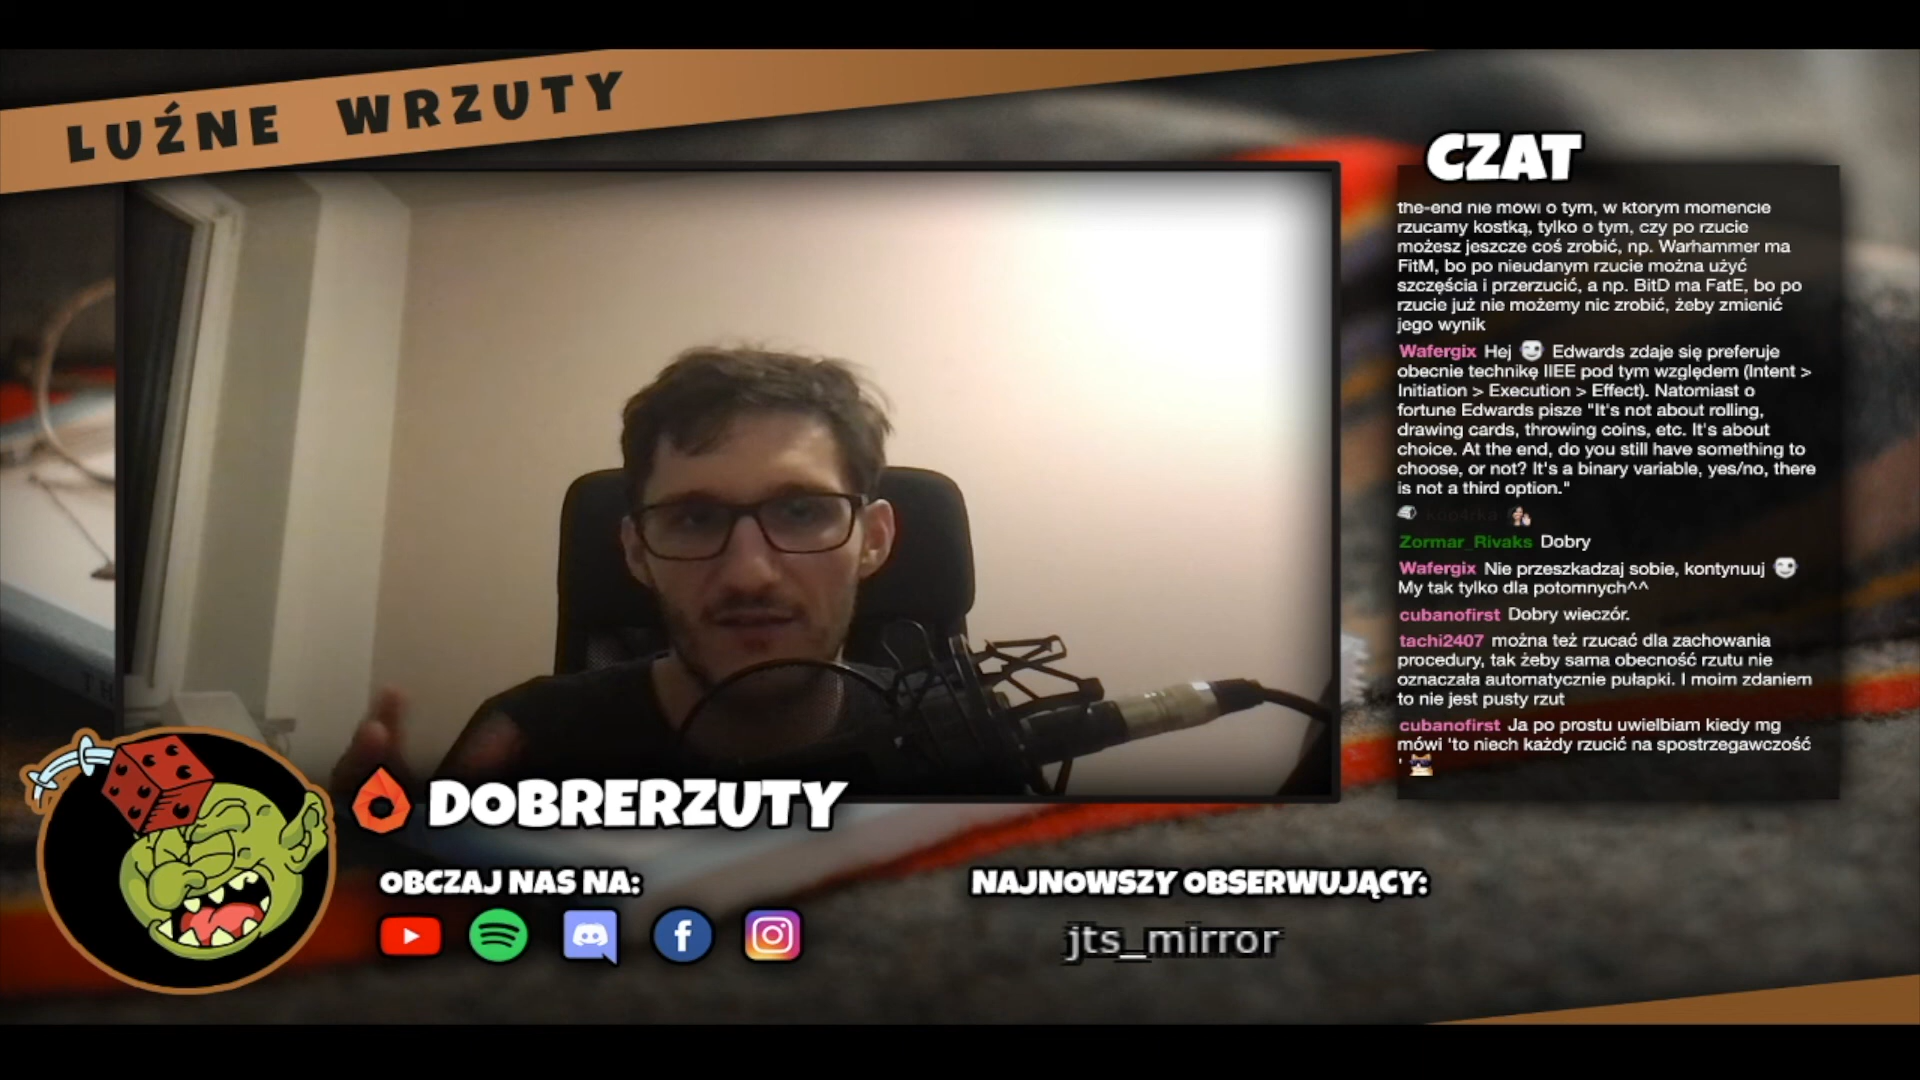 LUŹNE WRZUTY
CZAT
the-end nie mówi o tym, w którym momencie
rzucamy kostką, tylko o tym, czy po rzucie
możesz jeszcze coś zrobić, np. Warhammer ma
FitM, bo po nieudanym rzucie można użyć
szczęścia i przerzucić, a np. BitD ma FatE, bo po
rzucie już nie możemy nic zrobić, żeby zmienić
jego wynik
Wafergix Hej Edwards zdaje się preferuje
obecnie technikę IIEE pod tym względem (Intent >
Initiation > Execution > Effect). Natomiast o
fortune Edwards pisze "It's not about rolling,
drawing cards, throwing coins, etc. It's about
choice. At the end, do you still have something to
choose, or not? It's a binary variable, yes/no, there
is not a third option."
Zormar_Rivaks Dobry
Wafergix Nie przeszkadzaj sobie, kontynuuj
My tak tylko dla potomnych^^
cubanofirst Dobry wieczór.
tachi2407 można też rzucać dla zachowania
procedury, tak żeby sama obecność rzutu nie
oznaczała automatycznie pułapki. I moim zdaniem
to nie jest pusty rzut
cubanofirst Ja po prostu uwielbiam kiedy mg
mówi 'to niech każdy rzucić na spostrzegawczość
'
DOBRERZUTY
OBCZAJ NAS NA:
NAJNOWSZY OBSERWUJĄCY:
jts_mirror